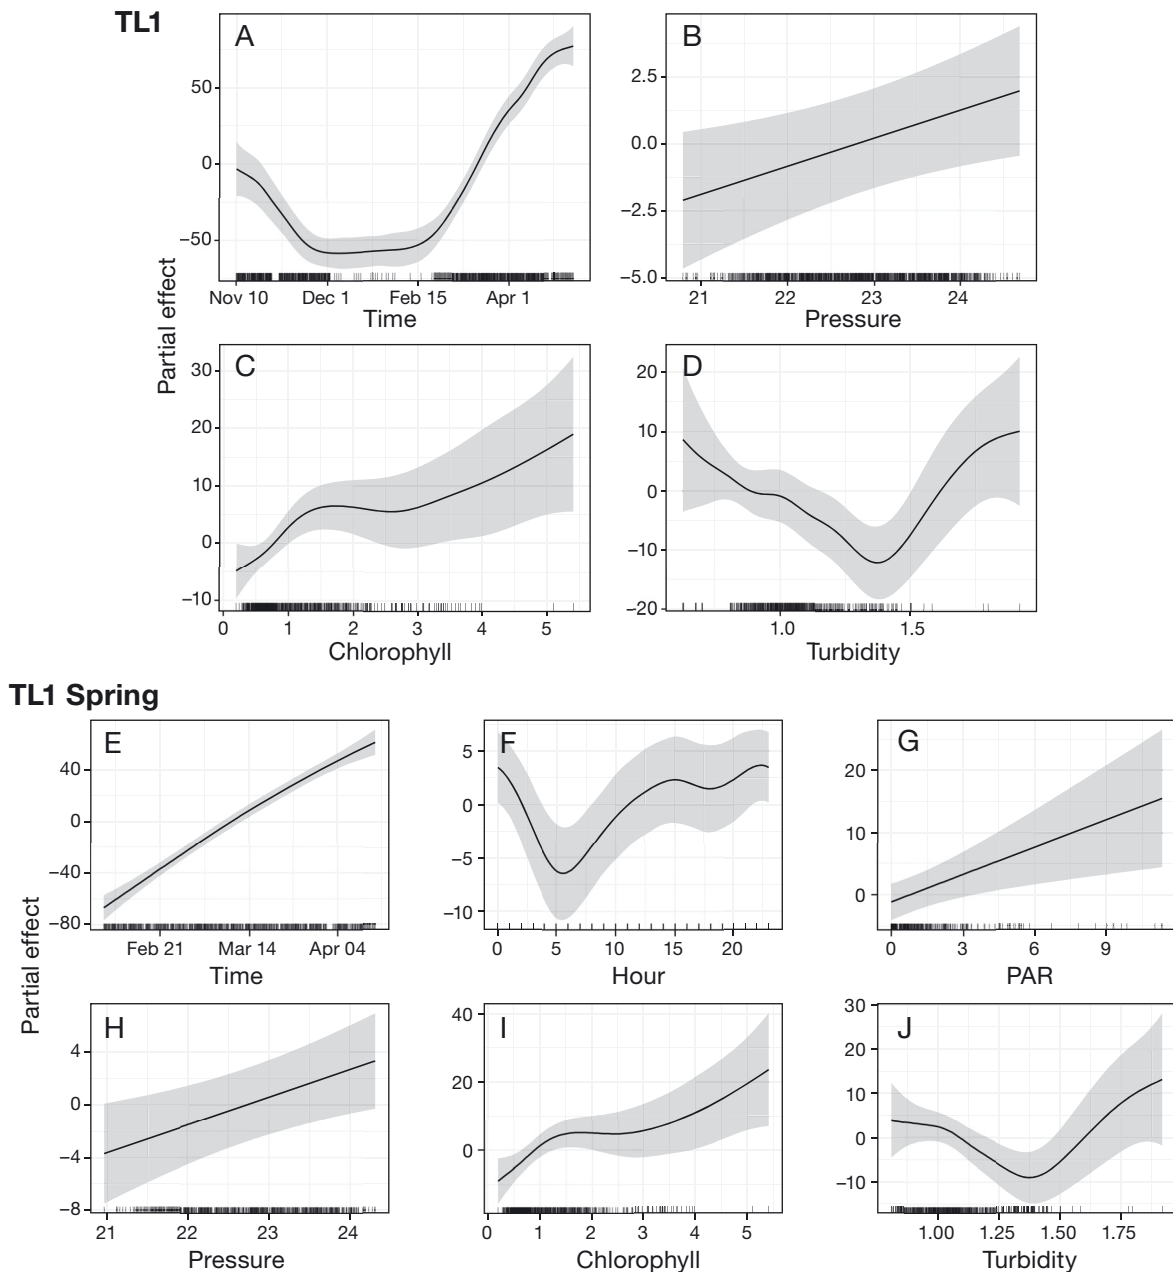 TL1
A
50
0
−50
Nov 10 Dec 1 Feb 15 Apr 1
Time
B
2.5
0.0
−2.5
−5.0
21 22 23 24
Pressure
Partial effect
C
30
20
10
0
−10
0 1 2 3 4 5
Chlorophyll
D
20
10
0
−10
−20
1.0 1.5
Turbidity
TL1 Spring
E
40
0
−40
−80
Feb 21 Mar 14 Apr 04
Time
F
5
0
−5
−10
0 5 10 15 20
Hour
G
20
10
0
0 3 6 9
PAR
Partial effect
H
4
0
−4
−8
21 22 23 24
Pressure
I
40
20
0
0 1 2 3 4 5
Chlorophyll
J
30
20
10
0
−10
1.00 1.25 1.50 1.75
Turbidity